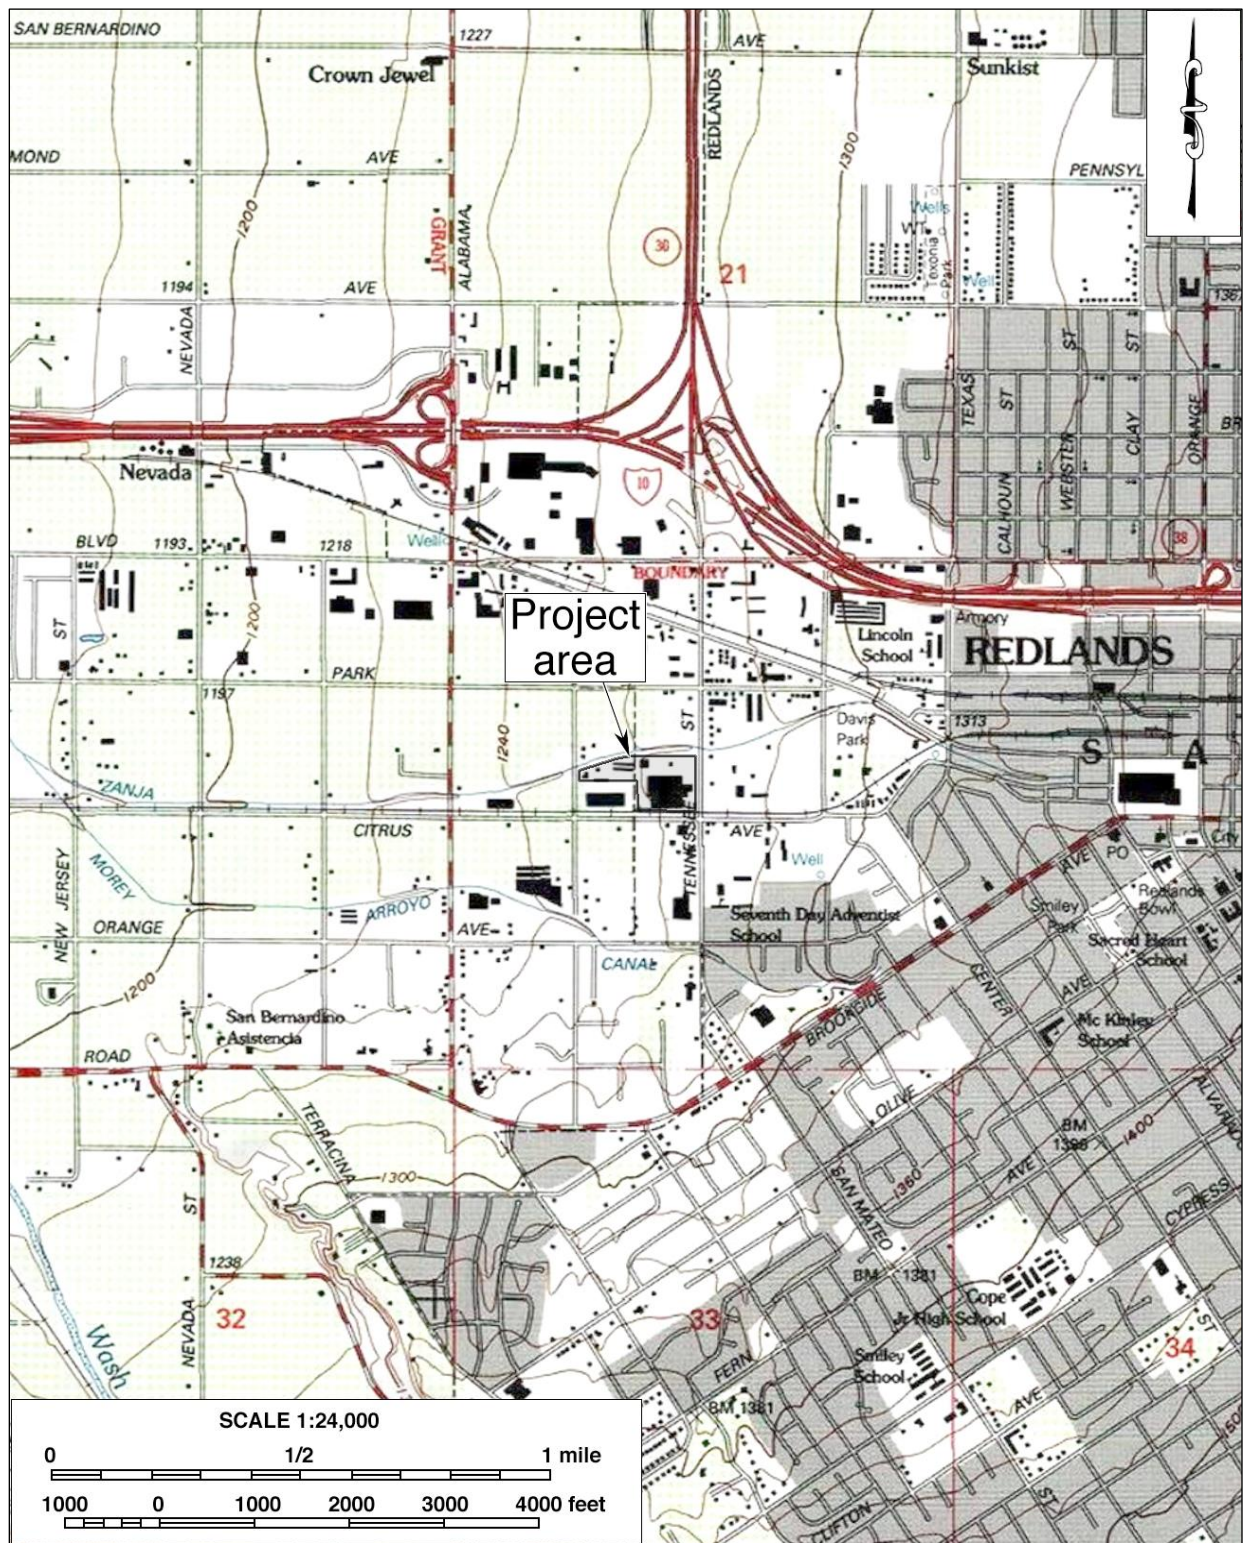 SAN BERNARDINO
1227
AVE
Crown Jewel
Sunkist
REDLANDS
1300
MOND
AVE
PENNSYL
1200
GRANT
ALABAMA
Wells
WT
Texonia
Park
Well
30
21
1194
AVE
NEVADA
1367
TEXAS
ST
ST
ST
CALHOUN
WEBSTER
CLAY
ORANGE
BR
Nevada
10
38
BLVD
1193
1218
Well
BOUNDARY
Project
area
ST
1200
Lincoln
School
Armory
REDLANDS
PARK
1197
1240
ST
Davis
Park
1313
S A
ZANJA
CITRUS
TENNESSEE
AVE
Well
AVE
PO
City
NEW JERSEY
MOREY
ARROYO
ORANGE
AVE
CANAL
Seventh Day Adventist
School
Smiley
Park
Redlands
Bowl
Sacred Heart
School
CENTER
AVE
1200
San Bernardino
Asistencia
BROOKSIDE
Mc Kinley
School
ROAD
TERRACINA
OLIVE
ALVARADO
BM
1400
AVE
1300
1360
SAN MATEO
CYPRESS
ST
1238
BM 1381
Cope
Jr High School
NEVADA
32
33
34
ST
Wash
FERN
Smiley
School
BM 1381
AVE
ST
CLIFTON
SCALE 1:24,000
0 1/2 1 mile
1000 0 1000 2000 3000 4000 feet